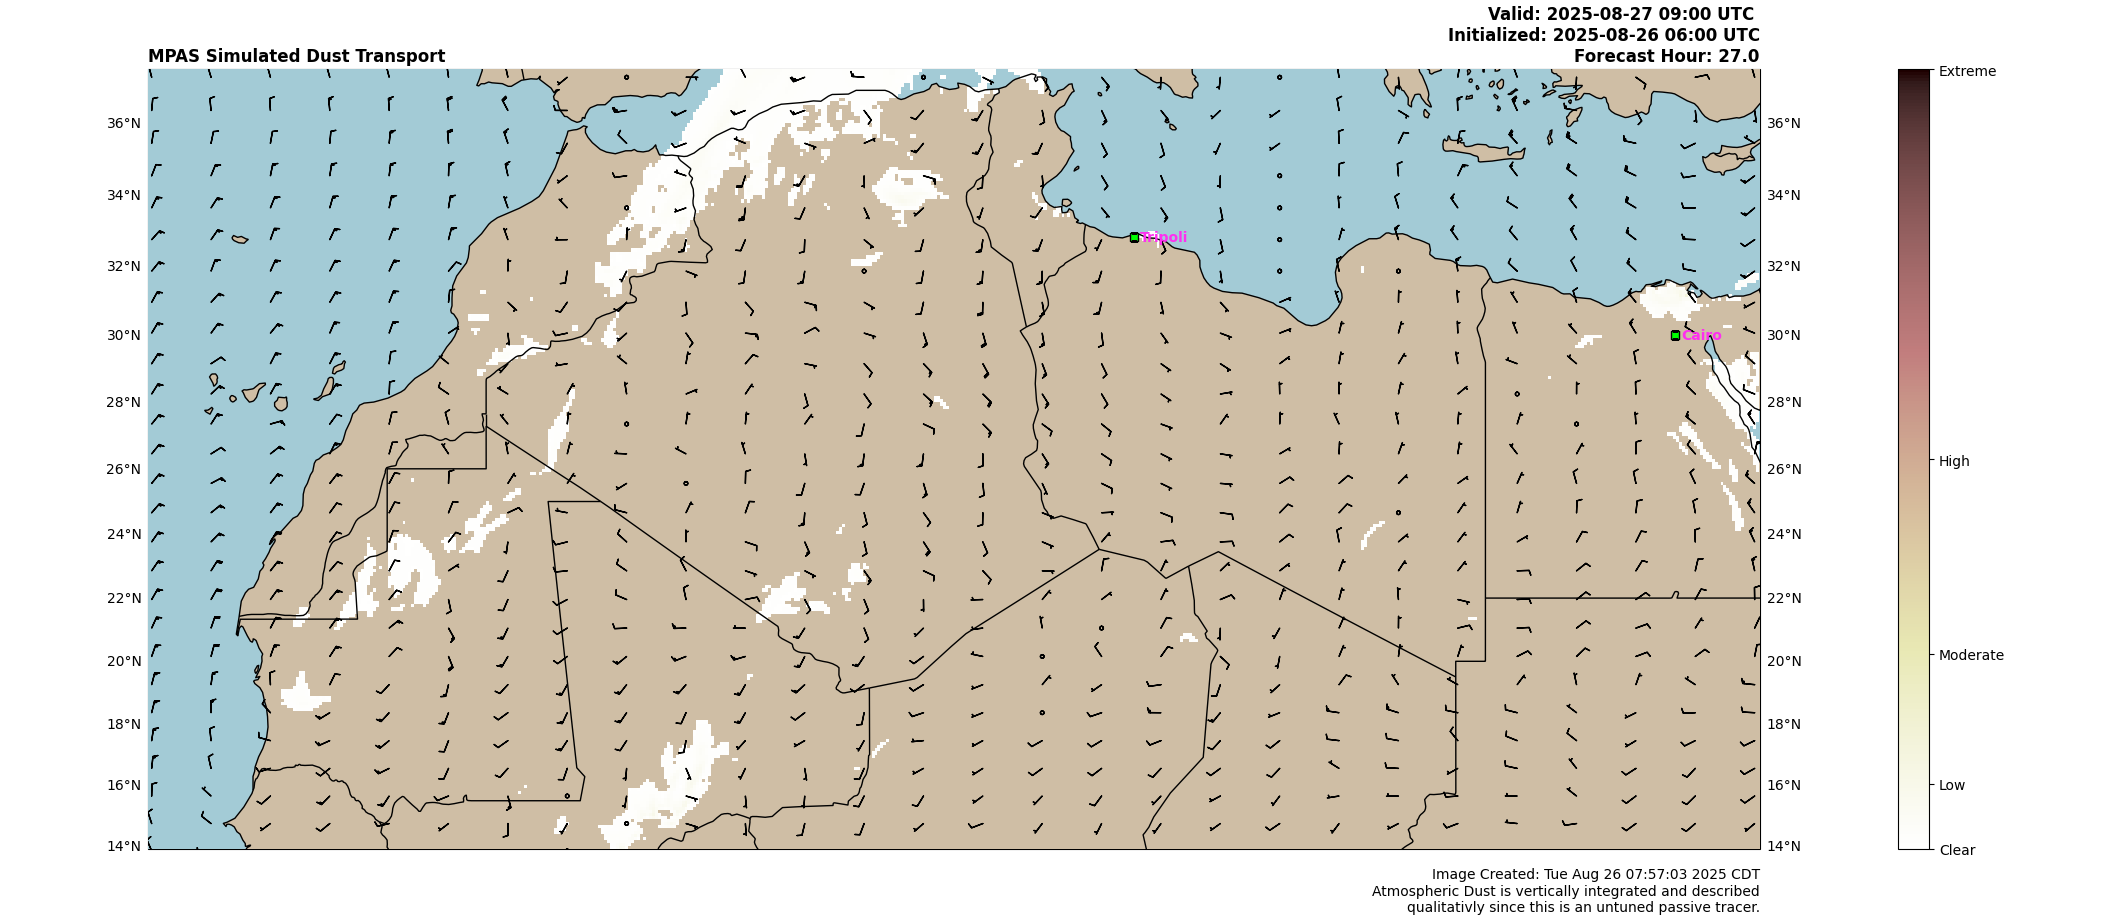 Valid: 2025-08-27 09:00 UTC
Initialized: 2025-08-26 06:00 UTC
MPAS Simulated Dust Transport
Forecast Hour: 27.0
Extreme
36°N
36°N
34°N
34°N
Tripoli
32°N
32°N
30°N
Cairo
30°N
28°N
28°N
26°N
26°N
High
24°N
24°N
22°N
22°N
20°N
20°N
Moderate
18°N
18°N
16°N
16°N
Low
14°N
14°N
Clear
Image Created: Tue Aug 26 07:57:03 2025 CDT
Atmospheric Dust is vertically integrated and described
qualitativly since this is an untuned passive tracer.